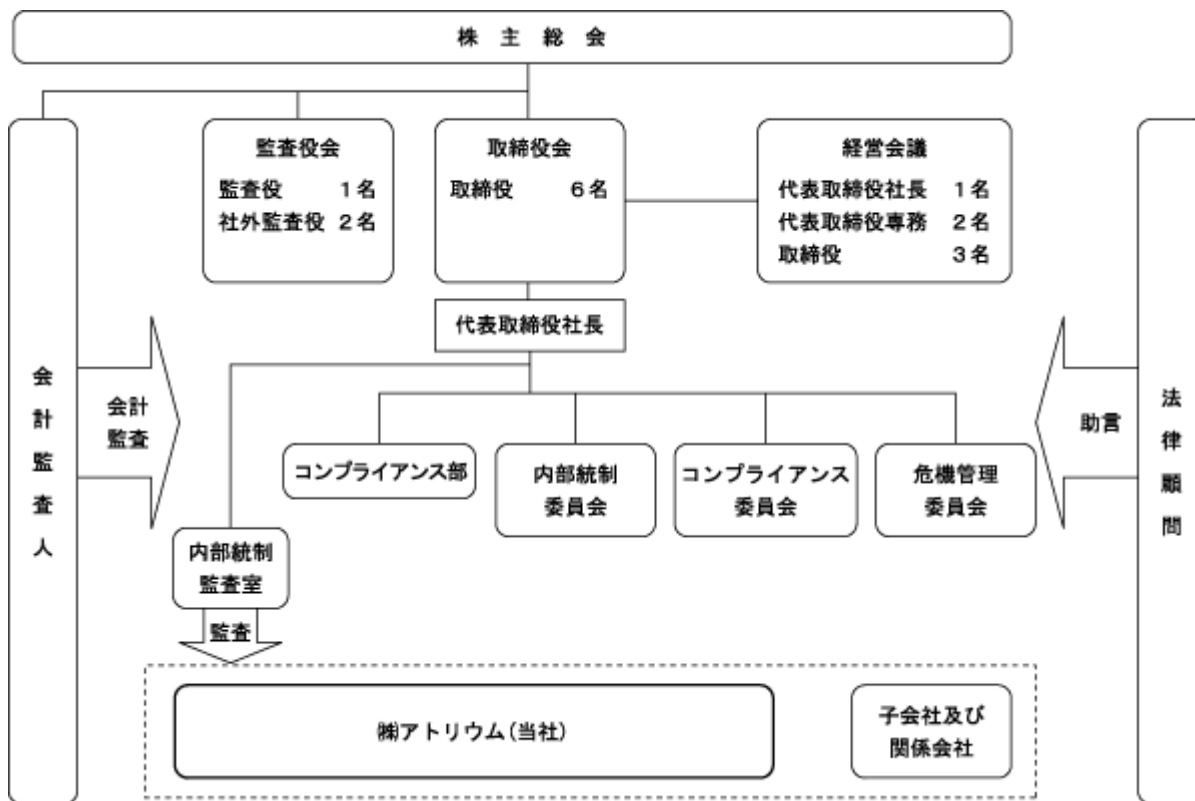 株 主 総 会
監査役会
監査役 1名
社外監査役 2名
取締役会
取締役 6名
経営会議
代表取締役社長 1名
代表取締役専務 2名
取締役 3名
代表取締役社長
会計監査人
会計
監査
法律顧問
助言
コンプライアンス部
内部統制
委員会
コンプライアンス
委員会
危機管理
委員会
内部統制
監査室
監査
㈱アトリウム(当社)
子会社及び
関係会社